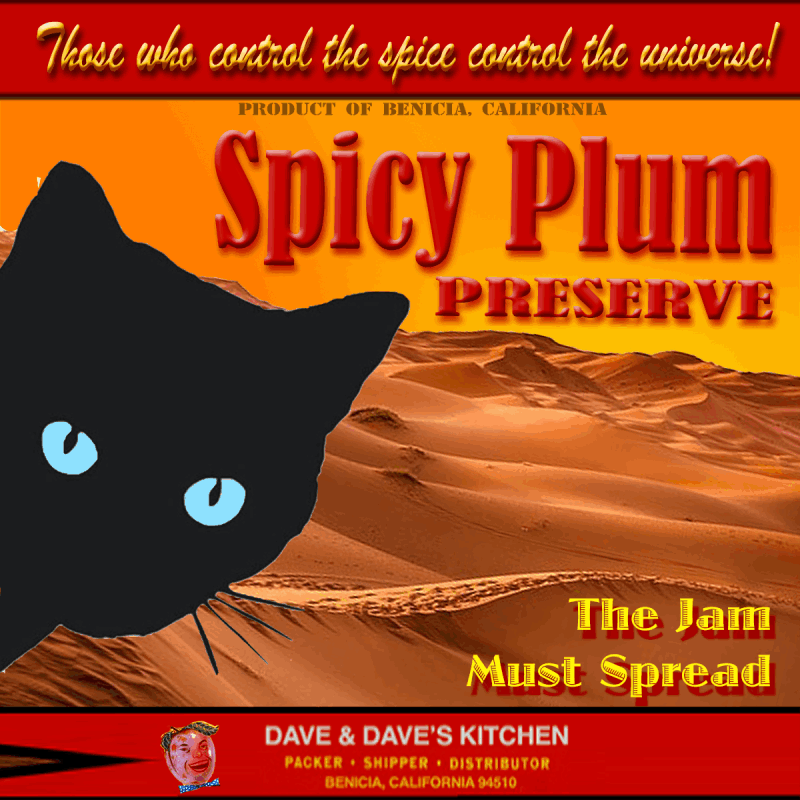 Those who control the spice control the universe!
PRODUCT OF BENICIA, CALIFORNIA
Spicy Plum
PRESERVE
The Jam
Must Spread
DAVE & DAVE'S KITCHEN
PACKER • SHIPPER • DISTRIBUTOR
BENICIA, CALIFORNIA 94510